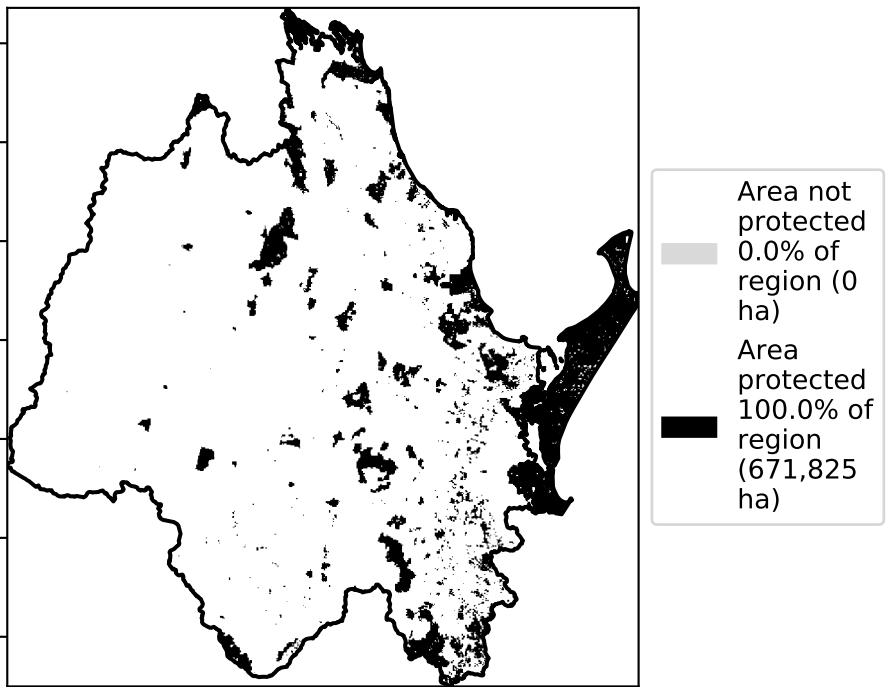 Area not
protected
0.0% of
region (0
ha)
Area
protected
100.0% of
region
(671,825
ha)